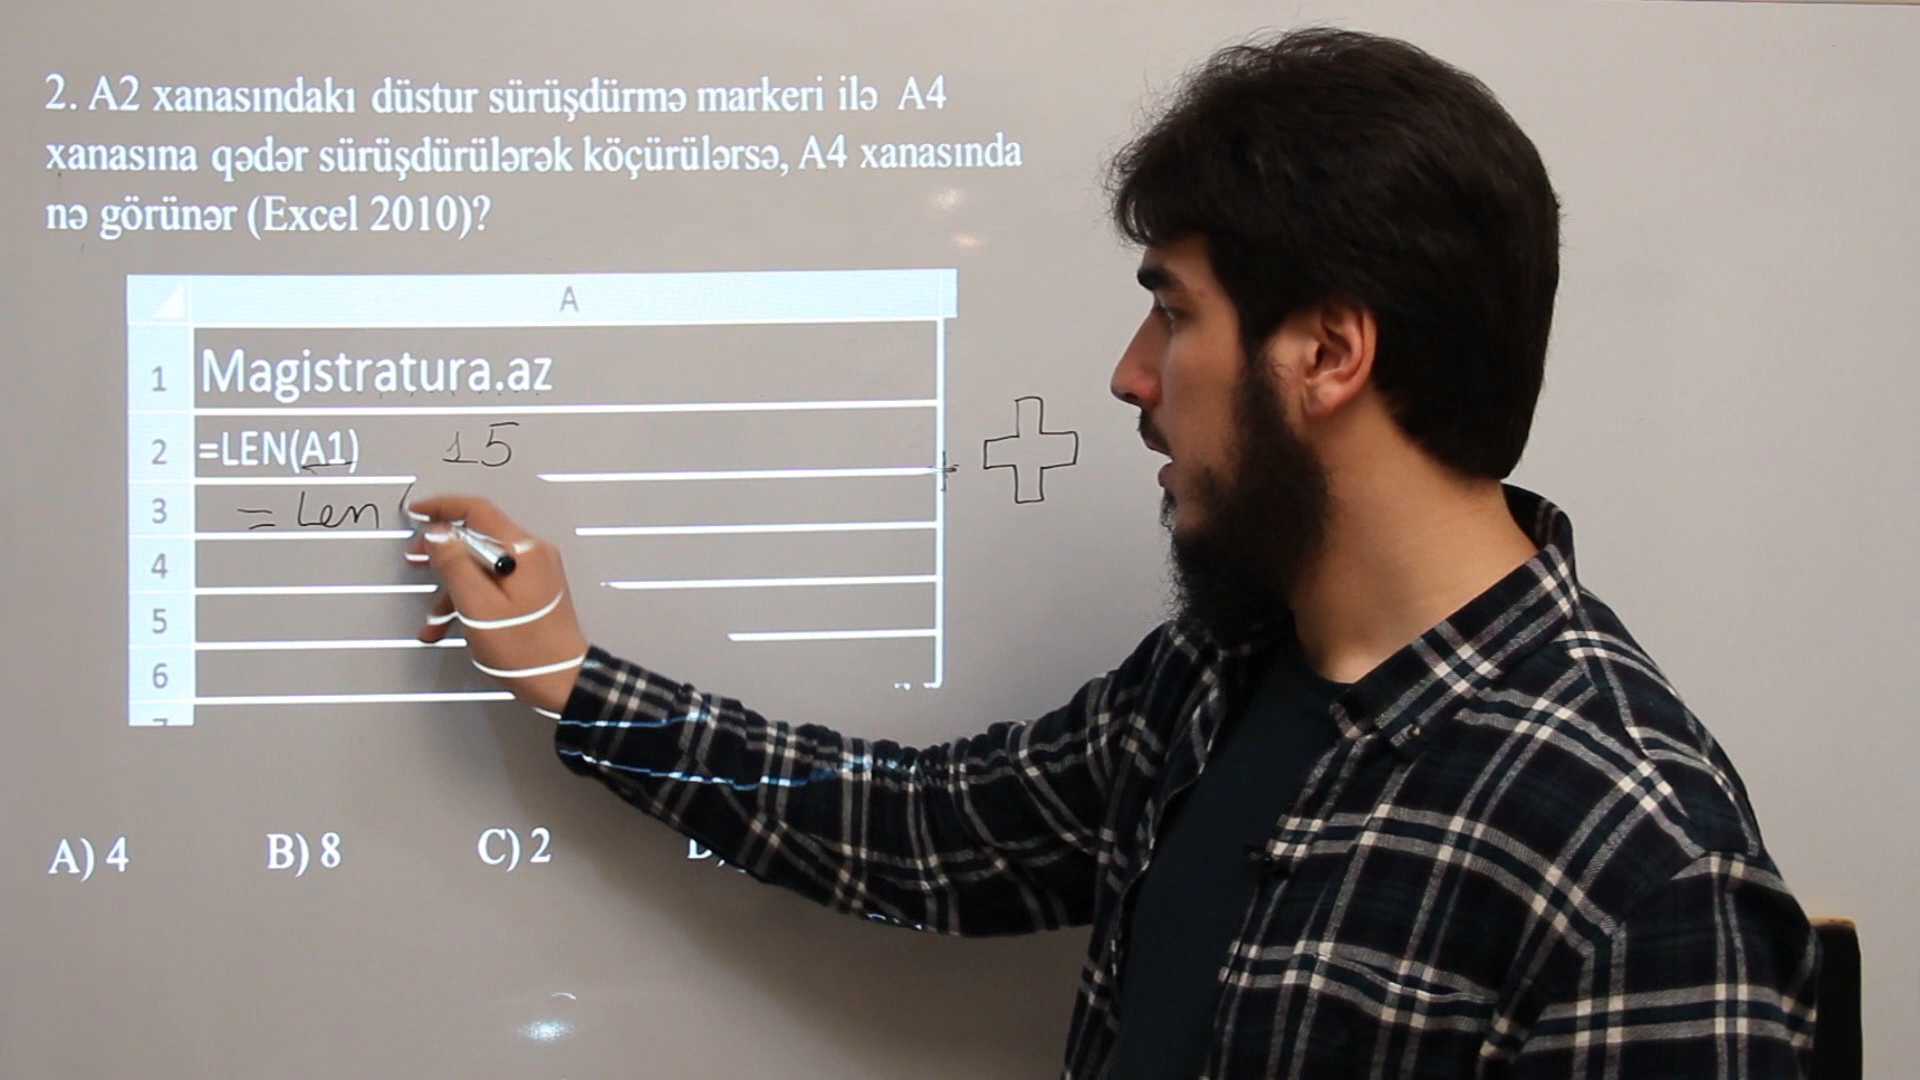 2. A2 xanasındakı düstur sürüşdürmə markeri ilə A4
xanasına qədər sürüşdürülərək köçürülərsə, A4 xanasında
nə görünər (Excel 2010)?
A
1 Magistratura.az
2 =LEN(A1) 15
3 = Len (
4
5
6
A) 4 B) 8 C) 2